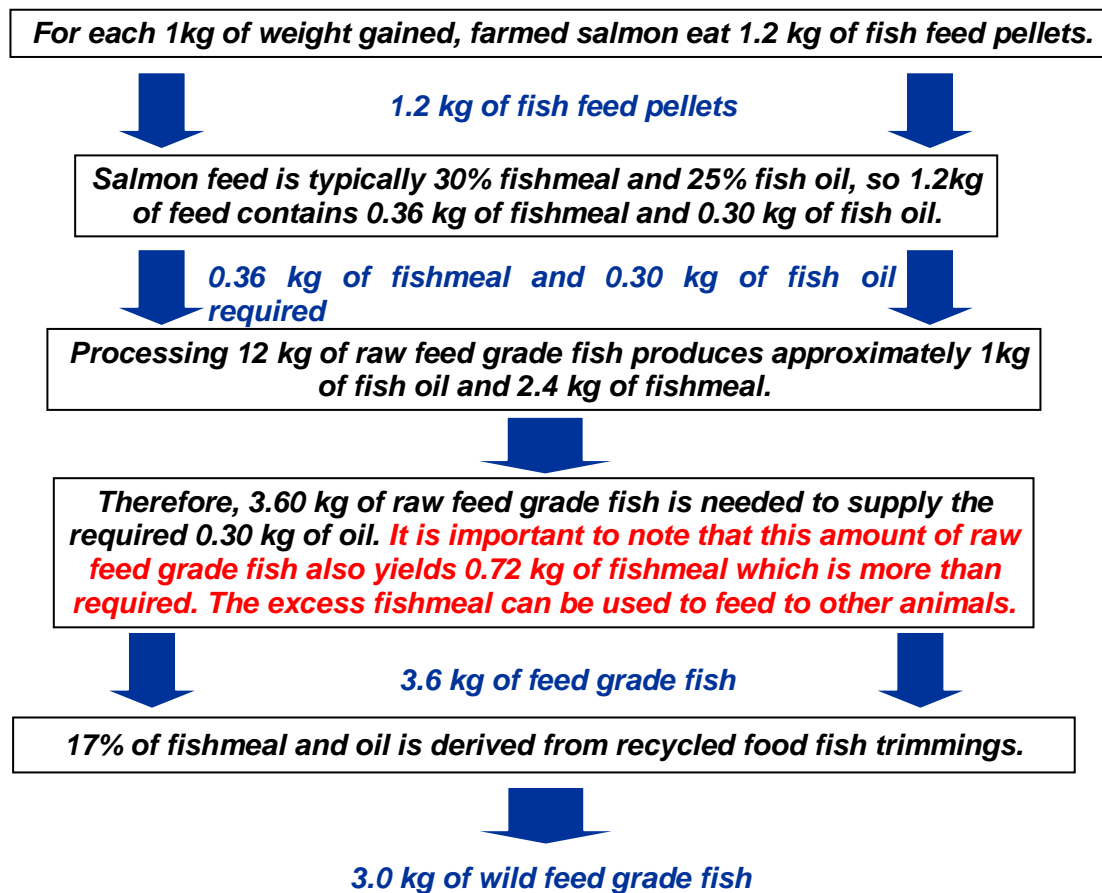 For each 1kg of weight gained, farmed salmon eat 1.2 kg of fish feed pellets.
1.2 kg of fish feed pellets
Salmon feed is typically 30% fishmeal and 25% fish oil, so 1.2kg
of feed contains 0.36 kg of fishmeal and 0.30 kg of fish oil.
0.36 kg of fishmeal and 0.30 kg of fish oil
required
Processing 12 kg of raw feed grade fish produces approximately 1kg
of fish oil and 2.4 kg of fishmeal.
Therefore, 3.60 kg of raw feed grade fish is needed to supply the
required 0.30 kg of oil. It is important to note that this amount of raw
feed grade fish also yields 0.72 kg of fishmeal which is more than
required. The excess fishmeal can be used to feed to other animals.
3.6 kg of feed grade fish
17% of fishmeal and oil is derived from recycled food fish trimmings.
3.0 kg of wild feed grade fish